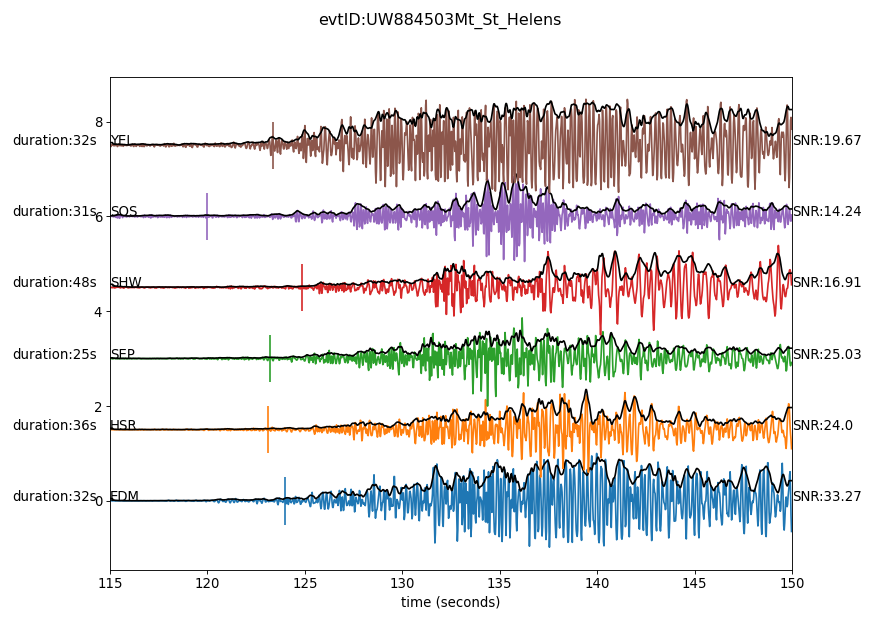 evtID:UW884503Mt_St_Helens
8
duration:32s YEL SNR:19.67
duration:31s SOS SNR:14.24
6
duration:48s SHW SNR:16.91
4
duration:25s SEP SNR:25.03
2
duration:36s HSR SNR:24.0
duration:32s EDM SNR:33.27
0
115 120 125 130 135 140 145 150
time (seconds)